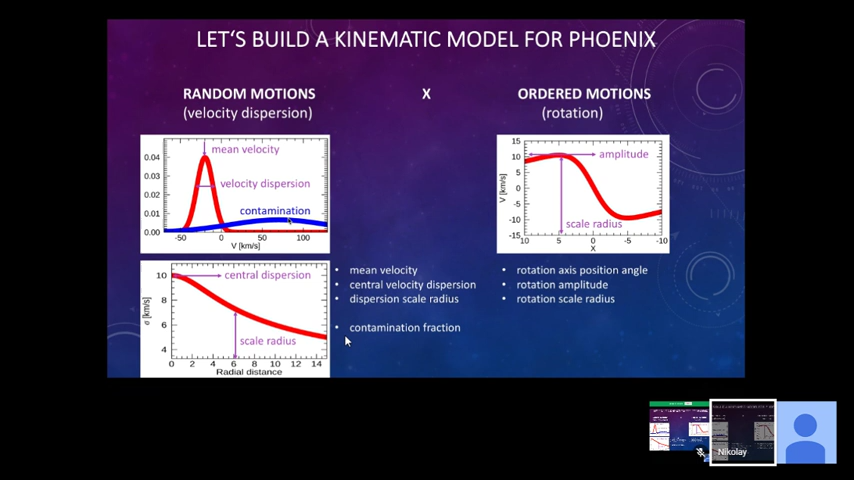 LET'S BUILD A KINEMATIC MODEL FOR PHOENIX
RANDOM MOTIONS
(velocity dispersion)
X
ORDERED MOTIONS
(rotation)
mean velocity
velocity dispersion
contamination
0.04
0.03
0.02
0.01
0.00
-50
0
50
100
V [km/s]
15
10
5
0
-5
-10
-15
V [km/s]
amplitude
scale radius
10
5
0
-5
-10
X
10
8
6
4
σ [km/s]
central dispersion
scale radius
0 2 4 6 8 10 12 14
Radial distance
• mean velocity
• central velocity dispersion
• dispersion scale radius
• contamination fraction
• rotation axis position angle
• rotation amplitude
• rotation scale radius
Nikolay